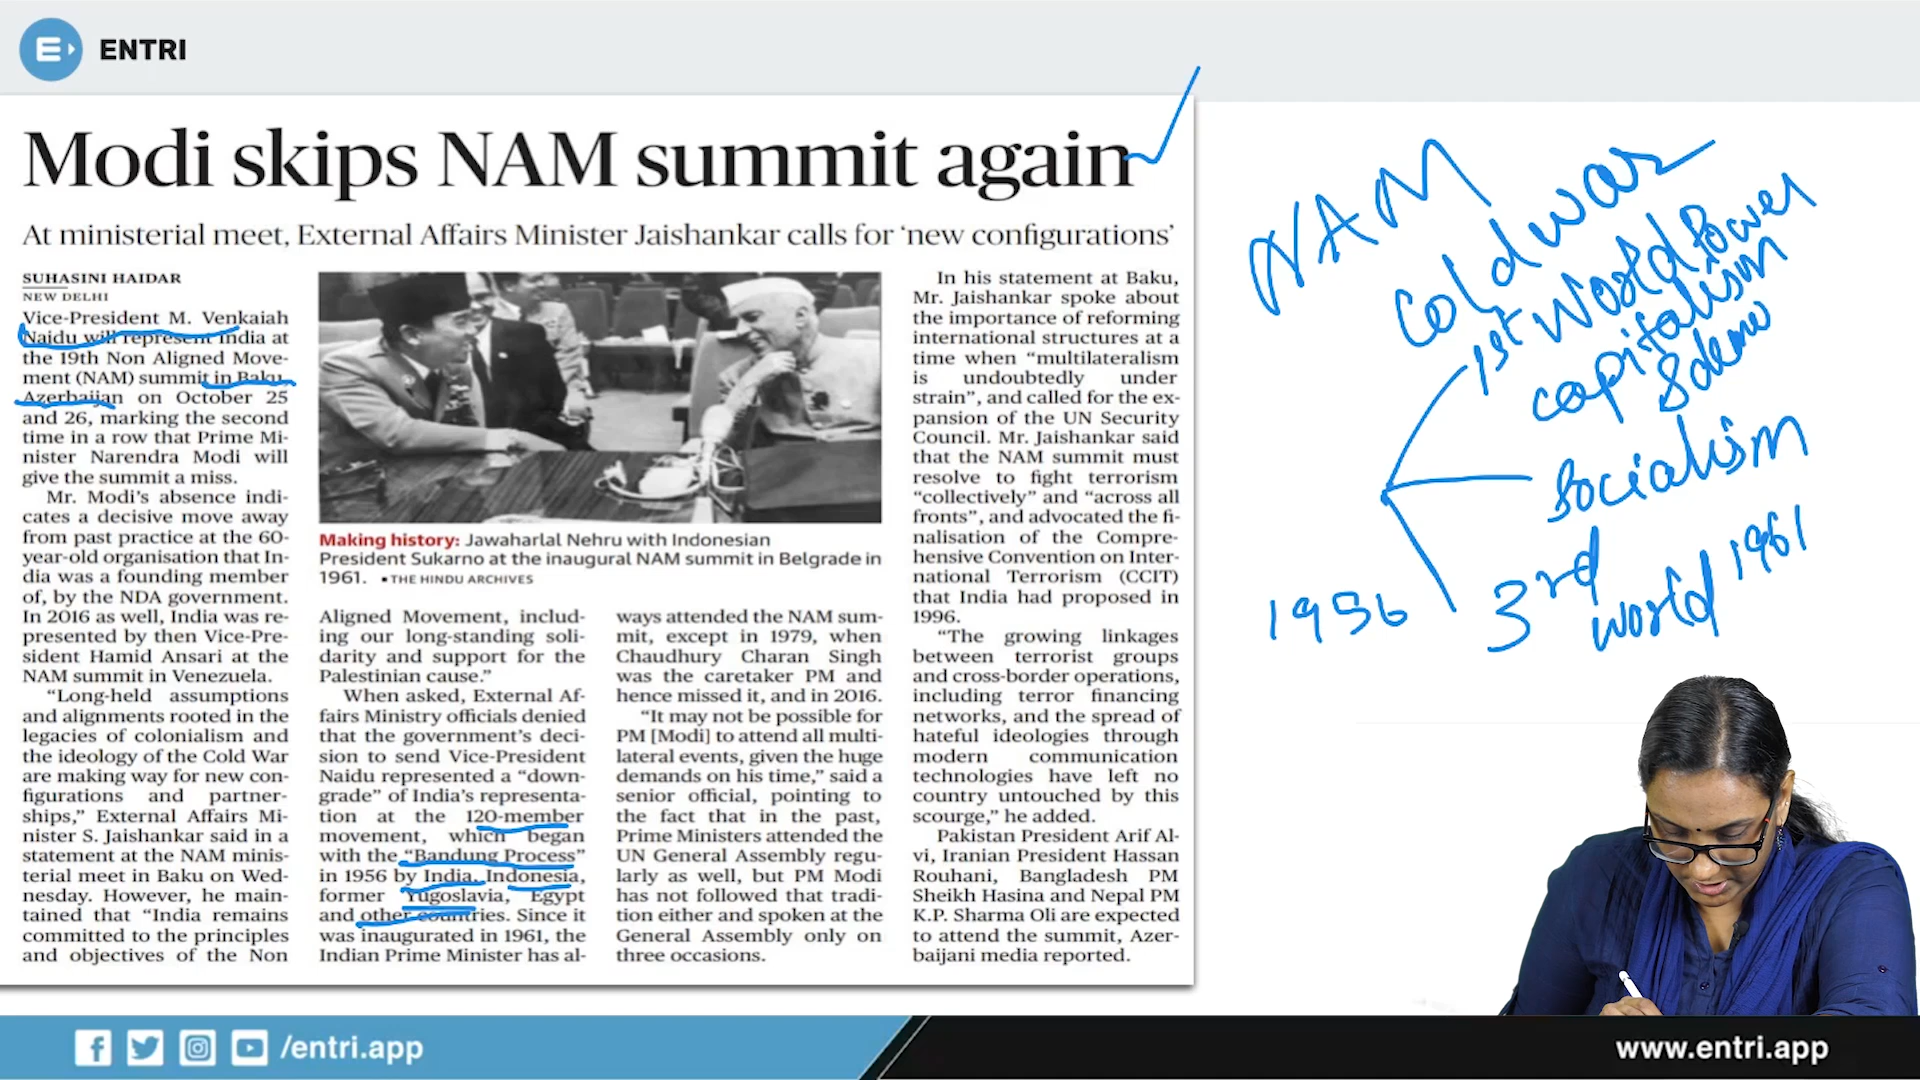 ENTRI
Modi skips NAM summit again
At ministerial meet, External Affairs Minister Jaishankar calls for ‘new configurations’
SUHASINI HAIDAR
NEW DELHI
Vice-President M. Venkaiah
Naidu will represent India at
the 19th Non Aligned Move-
ment (NAM) summit in Baku,
Azerbaijan on October 25
and 26, marking the second
time in a row that Prime Mi-
nister Narendra Modi will
give the summit a miss.
Mr. Modi’s absence indi-
cates a decisive move away
from past practice at the 60-
year-old organisation that In-
dia was a founding member
of, by the NDA government.
In 2016 as well, India was re-
presented by then Vice-Pre-
sident Hamid Ansari at the
NAM summit in Venezuela.
“Long-held assumptions
and alignments rooted in the
legacies of colonialism and
the ideology of the Cold War
are making way for new con-
figurations and partner-
ships,” External Affairs Mi-
nister S. Jaishankar said in a
statement at the NAM minis-
terial meet in Baku on Wed-
nesday. However, he main-
tained that “India remains
committed to the principles
and objectives of the Non
Making history: Jawaharlal Nehru with Indonesian
President Sukarno at the inaugural NAM summit in Belgrade in
1961. ▪ THE HINDU ARCHIVES
Aligned Movement, includ-
ing our long-standing soli-
darity and support for the
Palestinian cause.”
When asked, External Af-
fairs Ministry officials denied
that the government’s deci-
sion to send Vice-President
Naidu represented a “down-
grade” of India’s representa-
tion at the 120-member
movement, which began
with the “Bandung Process”
in 1956 by India, Indonesia,
former Yugoslavia, Egypt
and other countries. Since it
was inaugurated in 1961, the
Indian Prime Minister has al-
ways attended the NAM sum-
mit, except in 1979, when
Chaudhury Charan Singh
was the caretaker PM and
hence missed it, and in 2016.
“It may not be possible for
PM [Modi] to attend all multi-
lateral events, given the huge
demands on his time,” said a
senior official, pointing to
the fact that in the past,
Prime Ministers attended the
UN General Assembly regu-
larly as well, but PM Modi
has not followed that tradi-
tion either and spoken at the
General Assembly only on
three occasions.
In his statement at Baku,
Mr. Jaishankar spoke about
the importance of reforming
international structures at a
time when “multilateralism
is undoubtedly under
strain”, and called for the ex-
pansion of the UN Security
Council. Mr. Jaishankar said
that the NAM summit must
resolve to fight terrorism
“collectively” and “across all
fronts”, and advocated the fi-
nalisation of the Compre-
hensive Convention on Inter-
national Terrorism (CCIT)
that India had proposed in
1996.
“The growing linkages
between terrorist groups
and cross-border operations,
including terror financing
networks, and the spread of
hateful ideologies through
modern communication
technologies have left no
country untouched by this
scourge,” he added.
Pakistan President Arif Al-
vi, Iranian President Hassan
Rouhani, Bangladesh PM
Sheikh Hasina and Nepal PM
K.P. Sharma Oli are expected
to attend the summit, Azer-
baijani media reported.
NAM
Cold war
1st World Power
capitalism
&demo
Socialism
1956
3rd
world 1961
/entri.app
www.entri.app